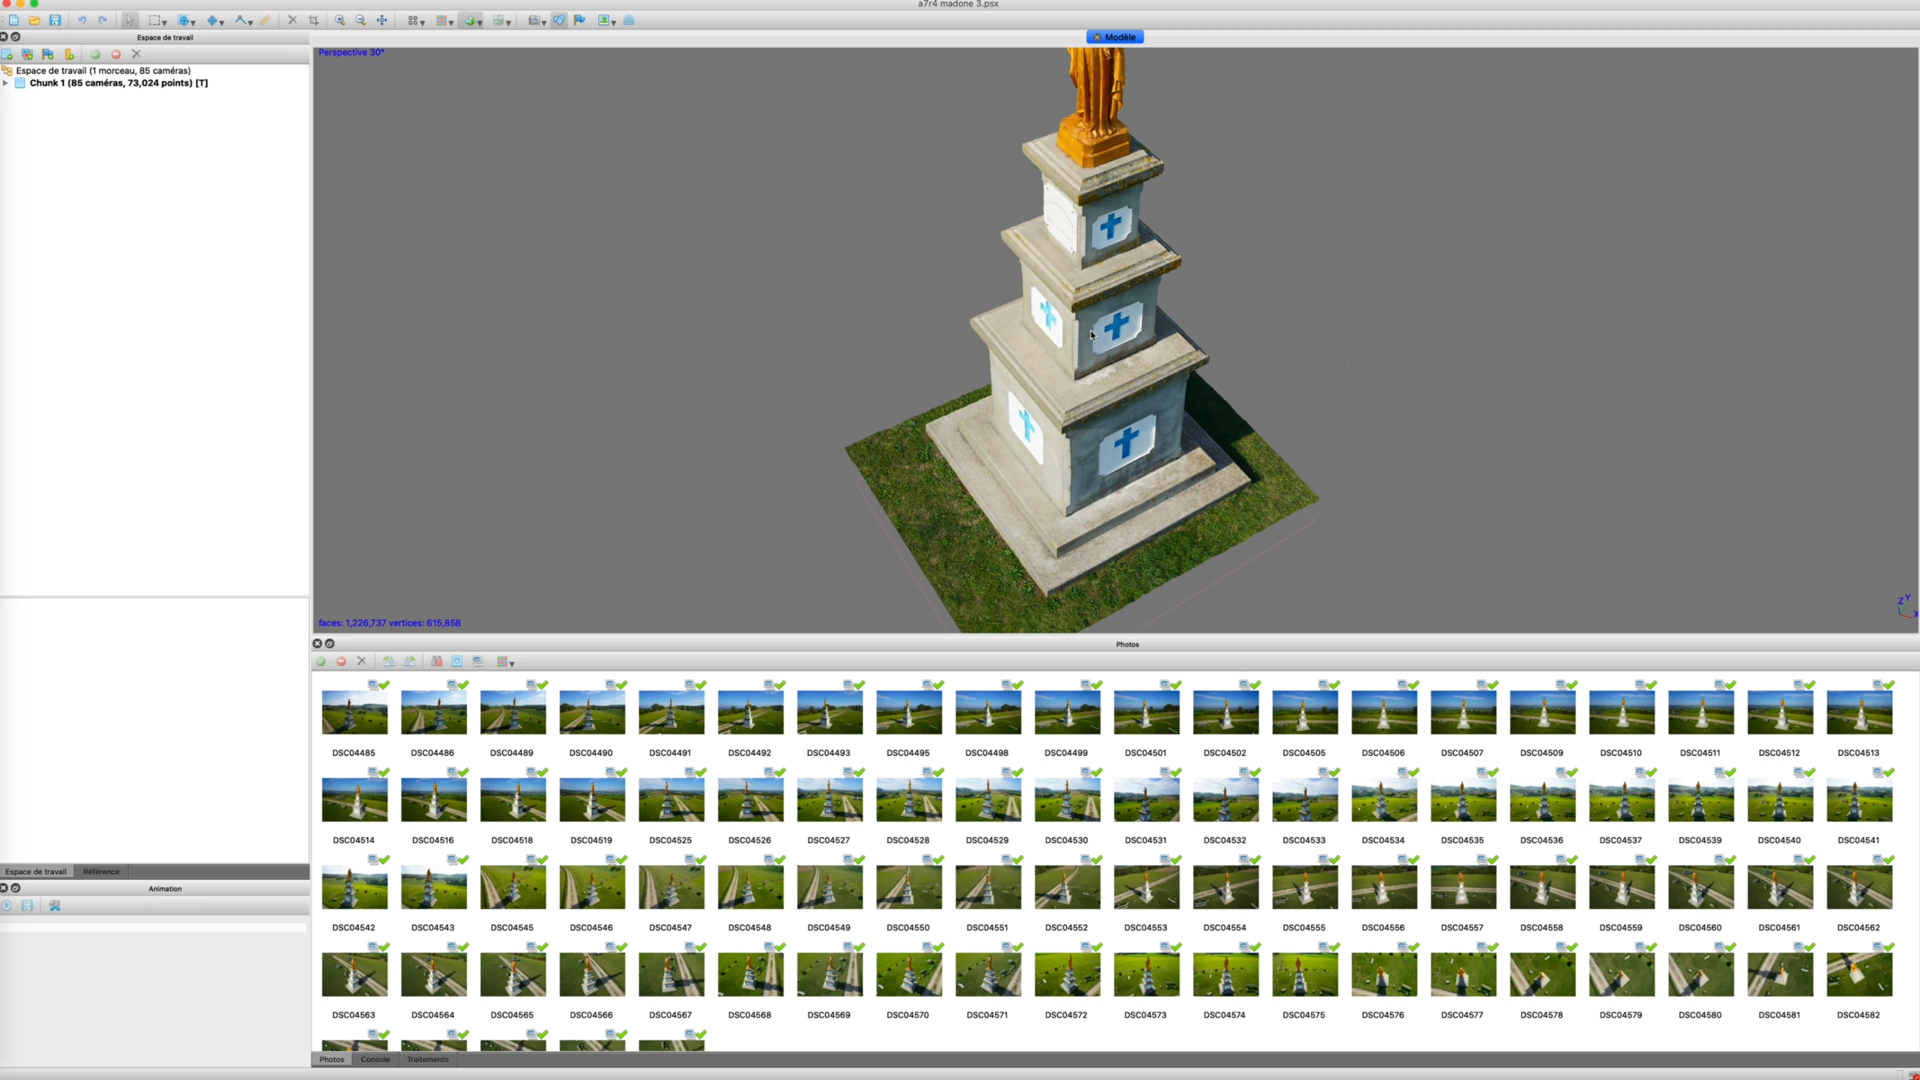 a7r4 madone 3.psx
Espace de travail
Modèle
Perspective 30°
Espace de travail (1 morceau, 85 caméras)
Chunk 1 (85 caméras, 73,024 points) [T]
Z Y
X
faces: 1,226,737 vertices: 615,858
Photos
DSC04485 DSC04486 DSC04489 DSC04490 DSC04491 DSC04492 DSC04493 DSC04495 DSC04498 DSC04499 DSC04501 DSC04502 DSC04505 DSC04506 DSC04507 DSC04509 DSC04510 DSC04511 DSC04512 DSC04513
DSC04514 DSC04516 DSC04518 DSC04519 DSC04525 DSC04526 DSC04527 DSC04528 DSC04529 DSC04530 DSC04531 DSC04532 DSC04533 DSC04534 DSC04535 DSC04536 DSC04537 DSC04539 DSC04540 DSC04541
Espace de travail Référence
Animation
DSC04542 DSC04543 DSC04545 DSC04546 DSC04547 DSC04548 DSC04549 DSC04550 DSC04551 DSC04552 DSC04553 DSC04554 DSC04555 DSC04556 DSC04557 DSC04558 DSC04559 DSC04560 DSC04561 DSC04562
DSC04563 DSC04564 DSC04565 DSC04566 DSC04567 DSC04568 DSC04569 DSC04570 DSC04571 DSC04572 DSC04573 DSC04574 DSC04575 DSC04576 DSC04577 DSC04578 DSC04579 DSC04580 DSC04581 DSC04582
Photos Console Traitements